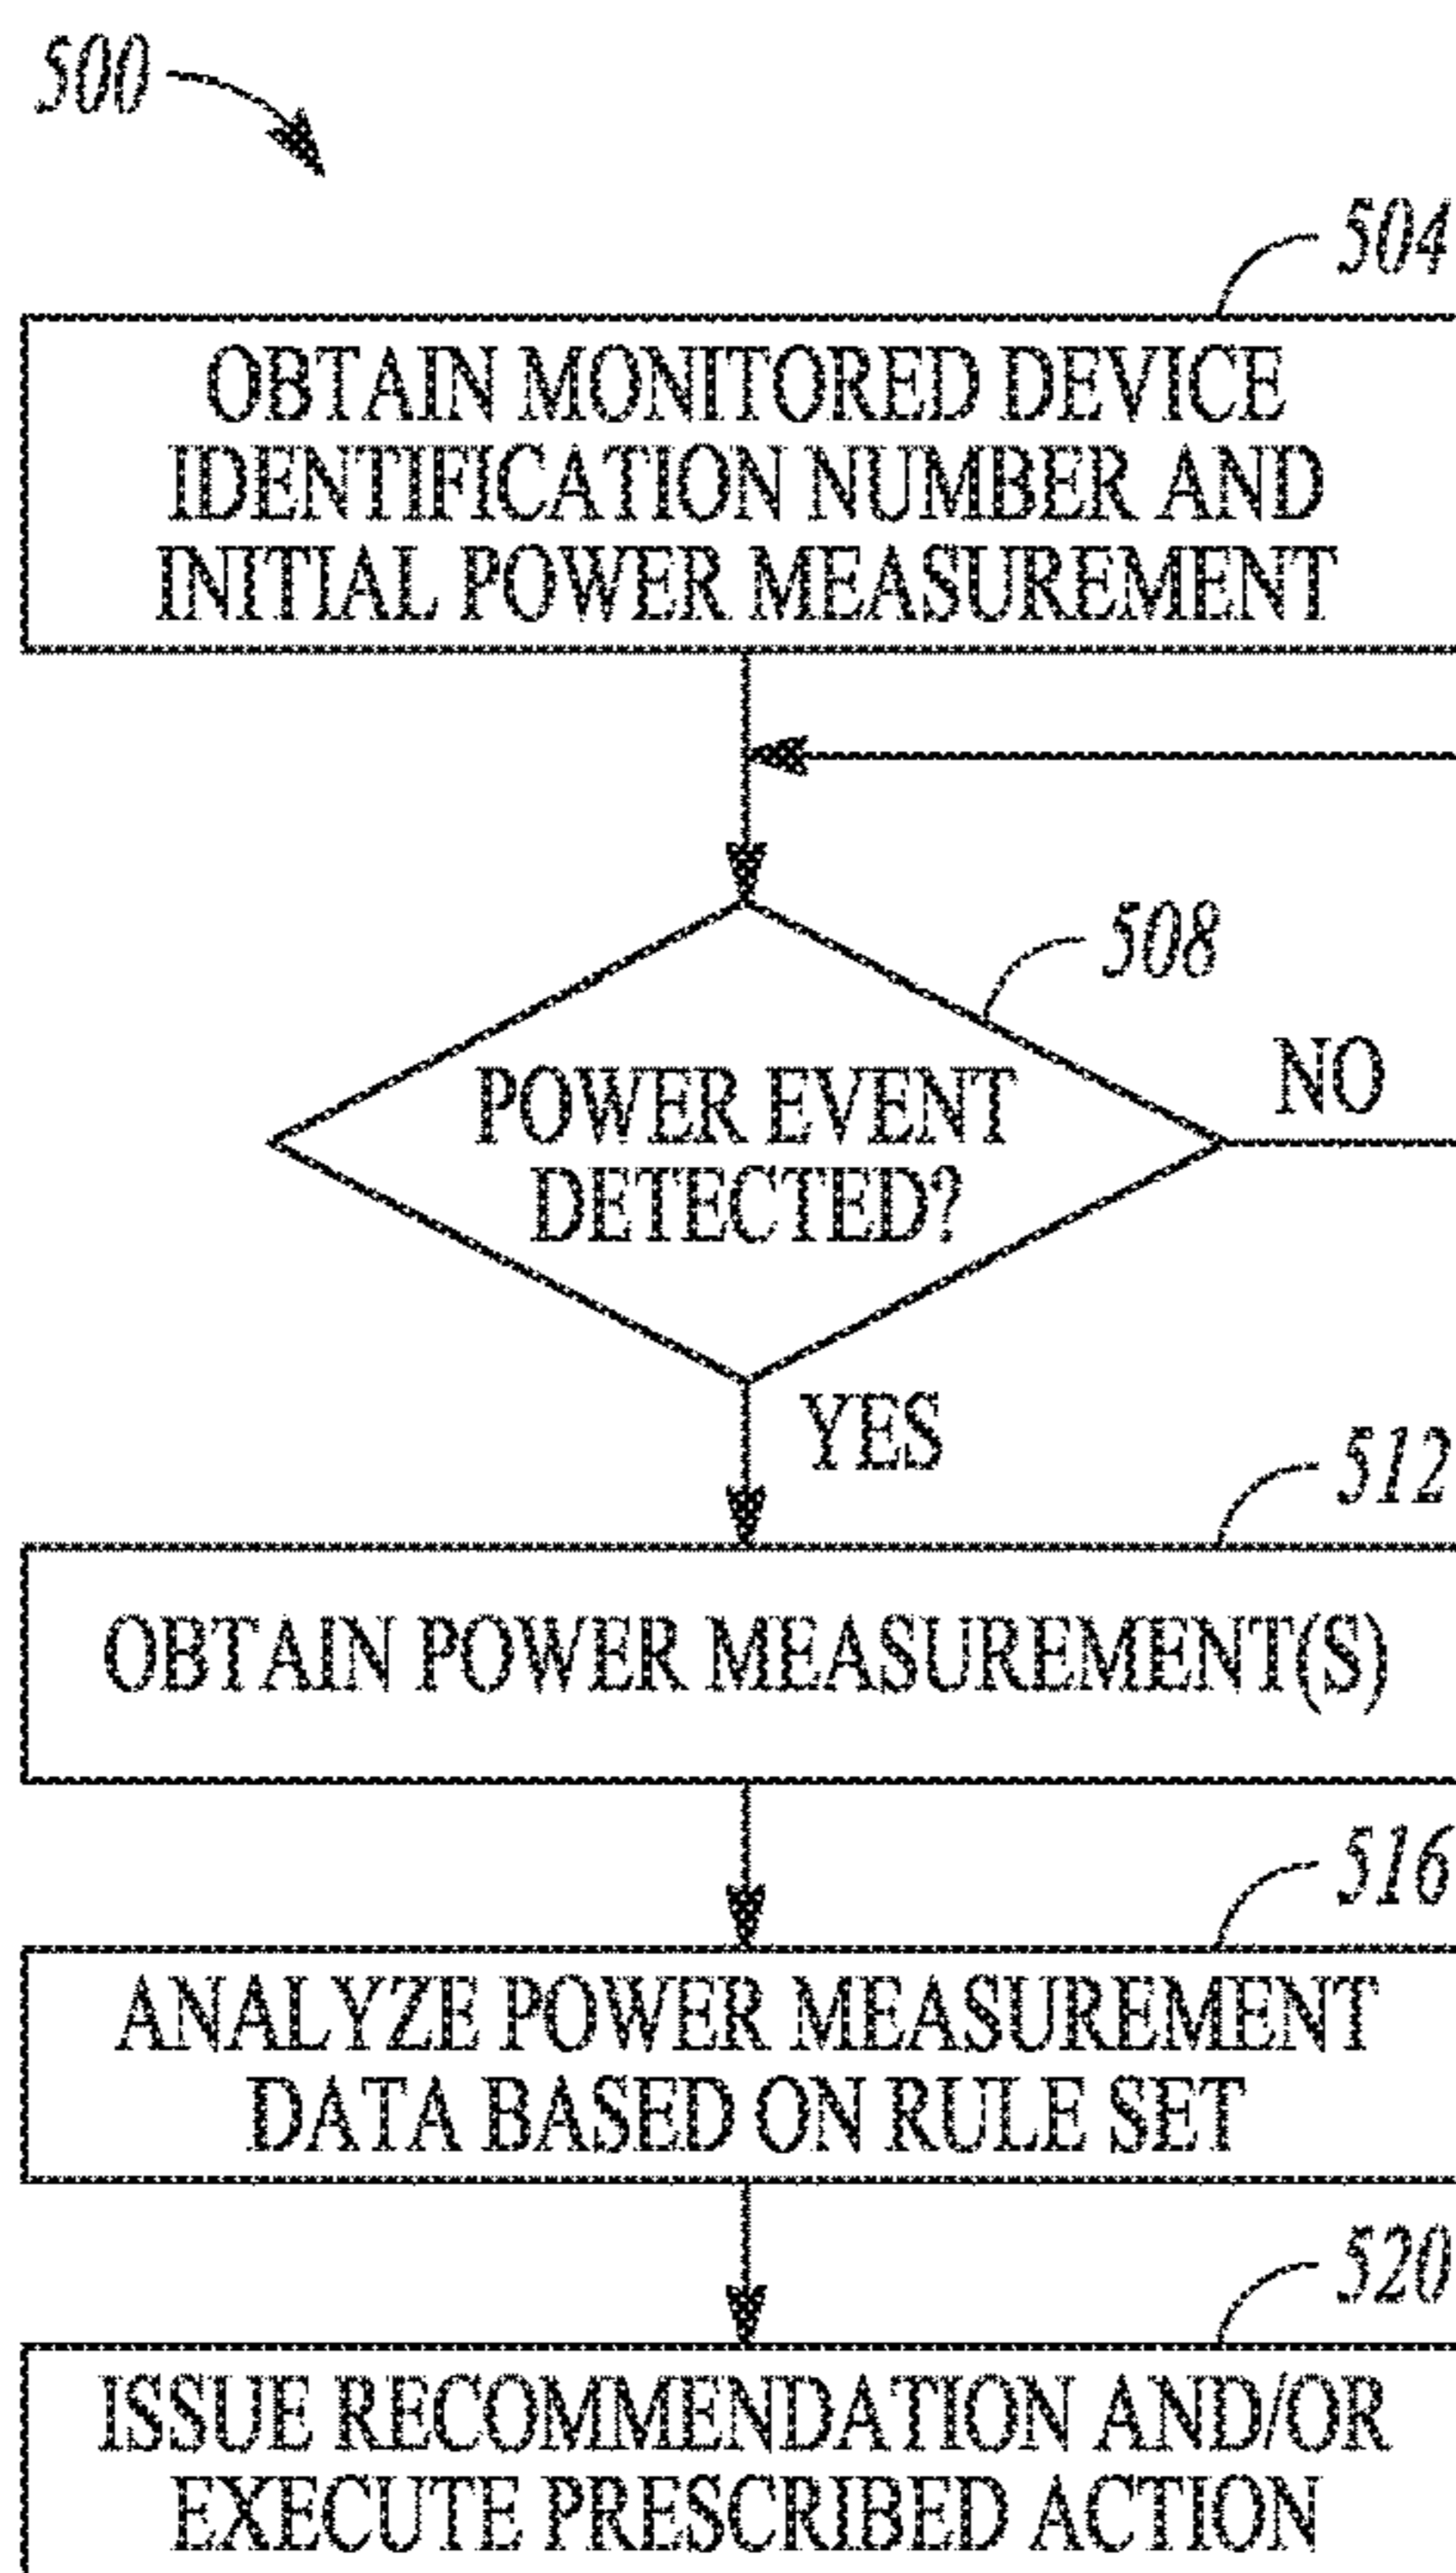 500
504
OBTAIN MONITORED DEVICE
IDENTIFICATION NUMBER AND
INITIAL POWER MEASUREMENT
508
POWER EVENT
DETECTED?
NO
YES
512
OBTAIN POWER MEASUREMENT(S)
516
ANALYZE POWER MEASUREMENT
DATA BASED ON RULE SET
520
ISSUE RECOMMENDATION AND/OR
EXECUTE PRESCRIBED ACTION